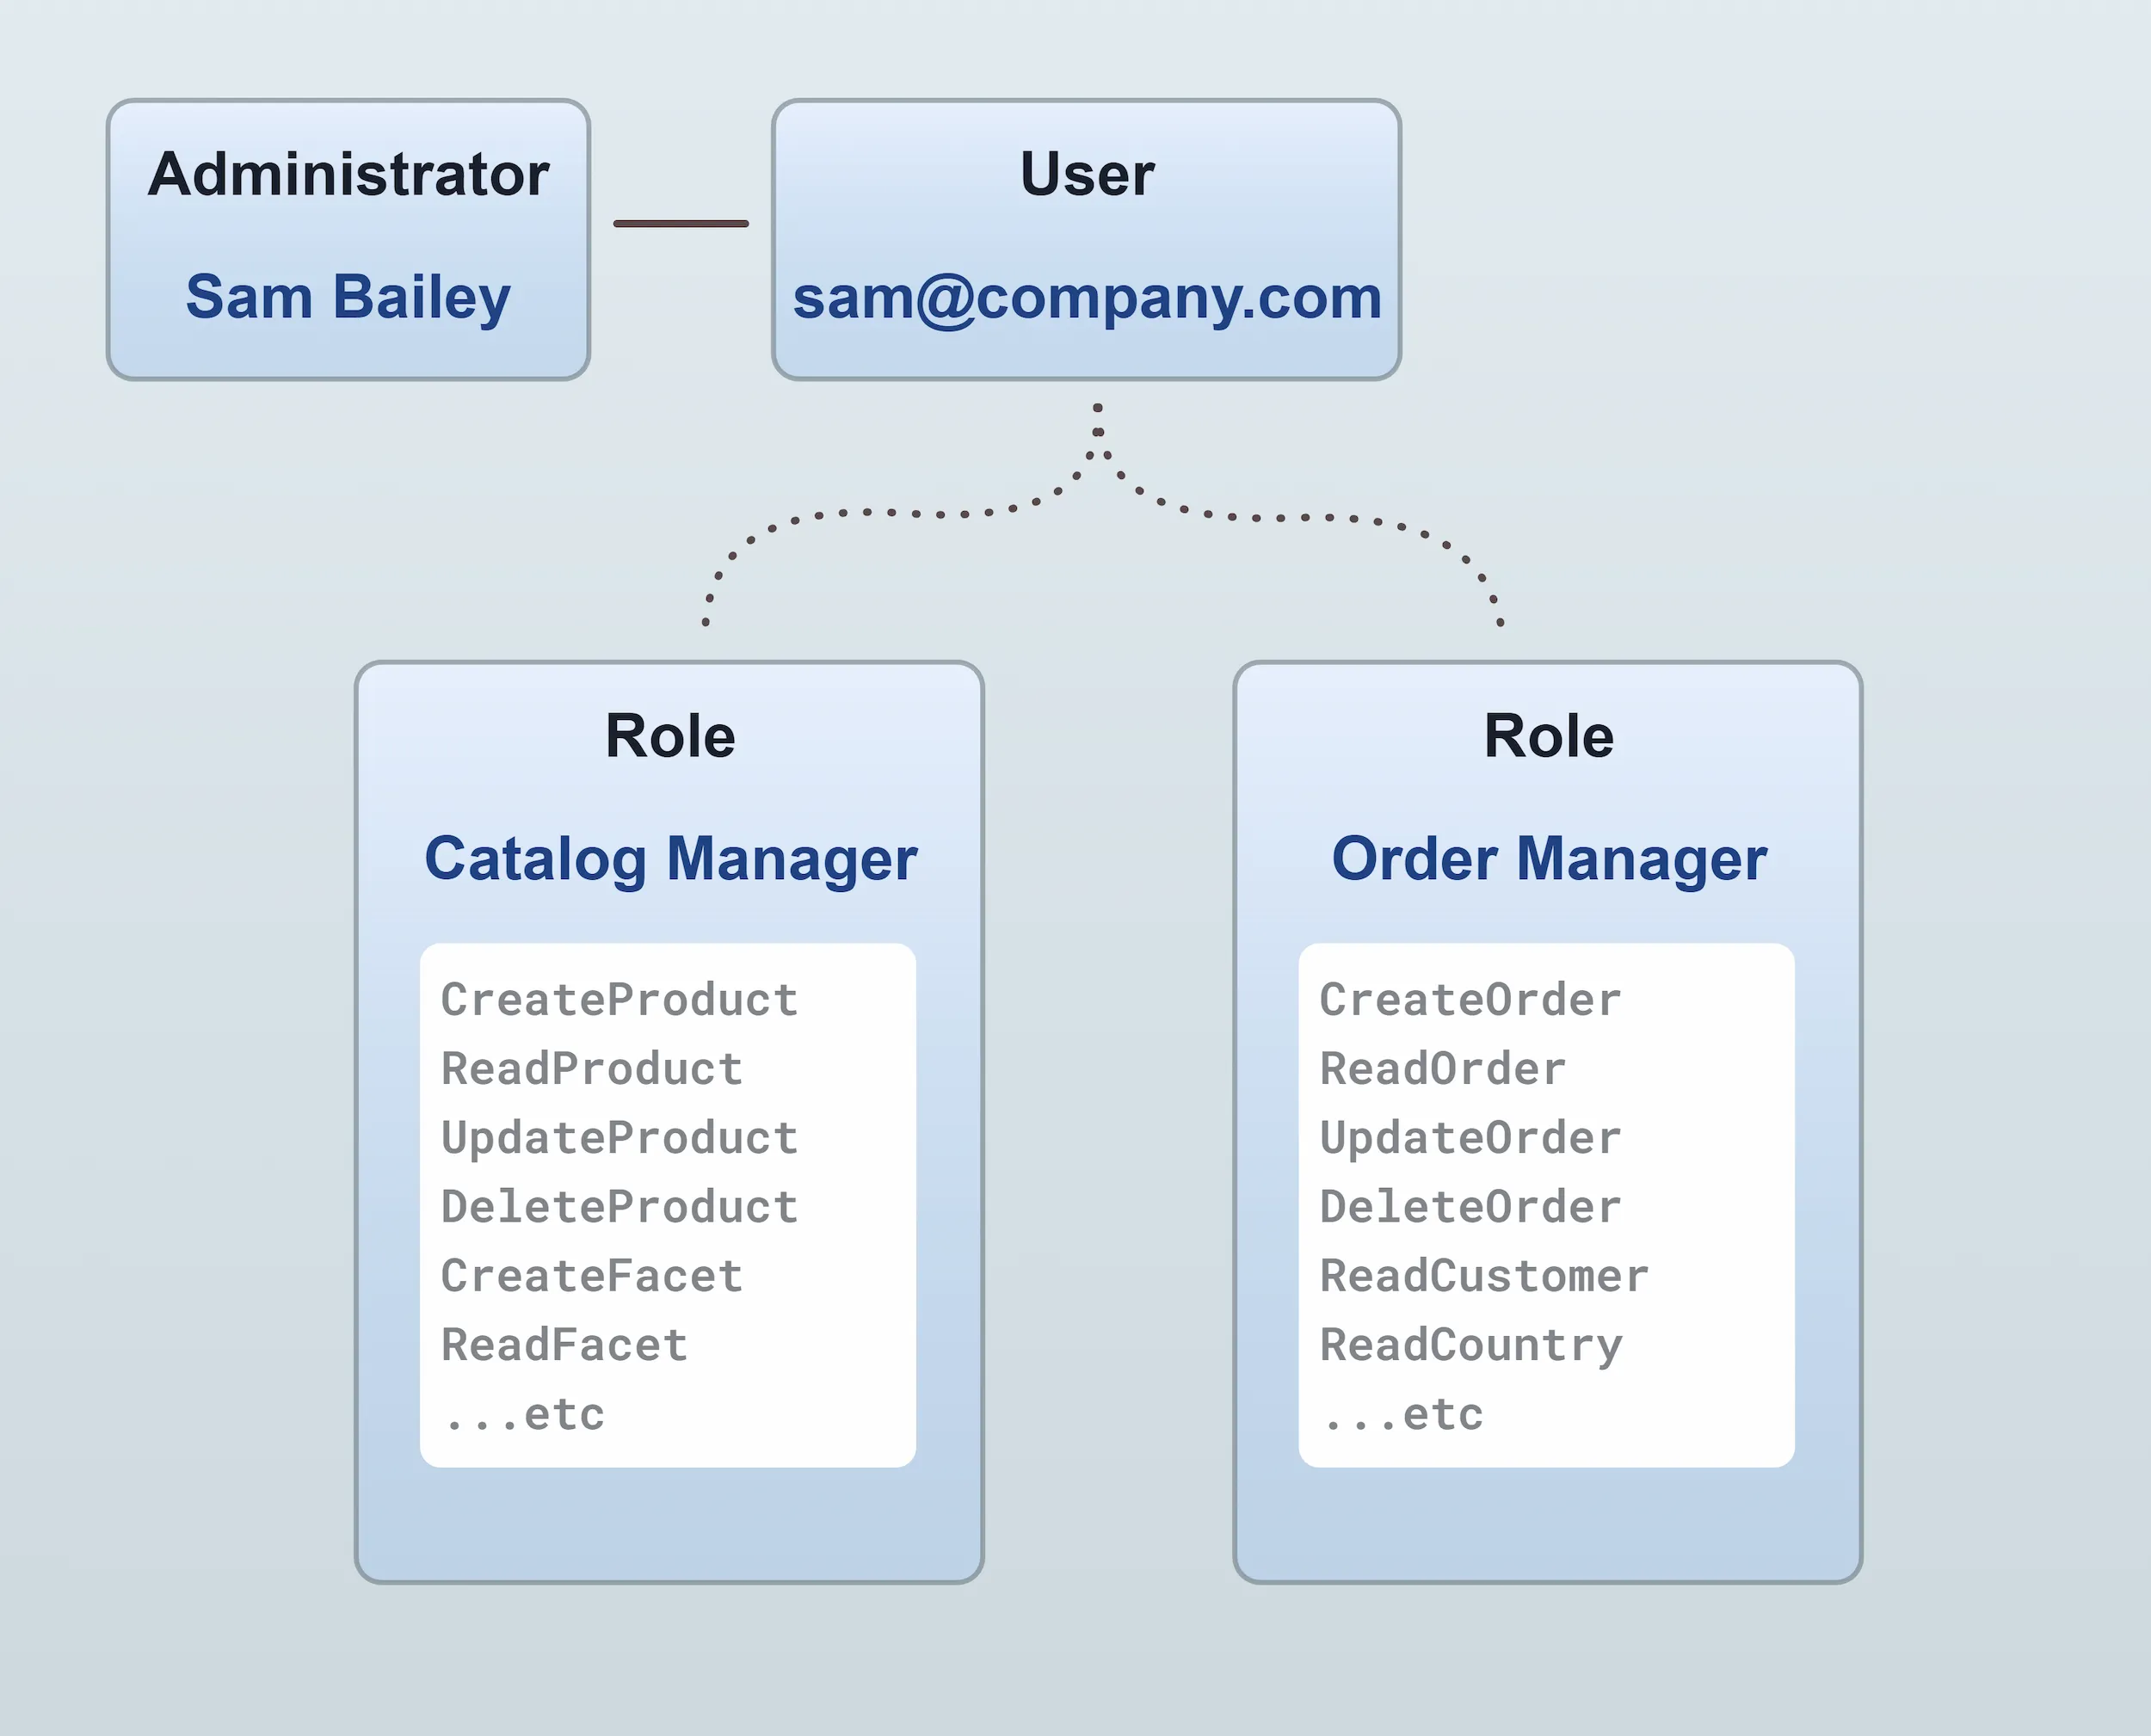 Administrator
Sam Bailey
User
sam@company.com
Role
Catalog Manager
CreateProduct
ReadProduct
UpdateProduct
DeleteProduct
CreateFacet
ReadFacet
...etc
Role
Order Manager
CreateOrder
ReadOrder
UpdateOrder
DeleteOrder
ReadCustomer
ReadCountry
...etc